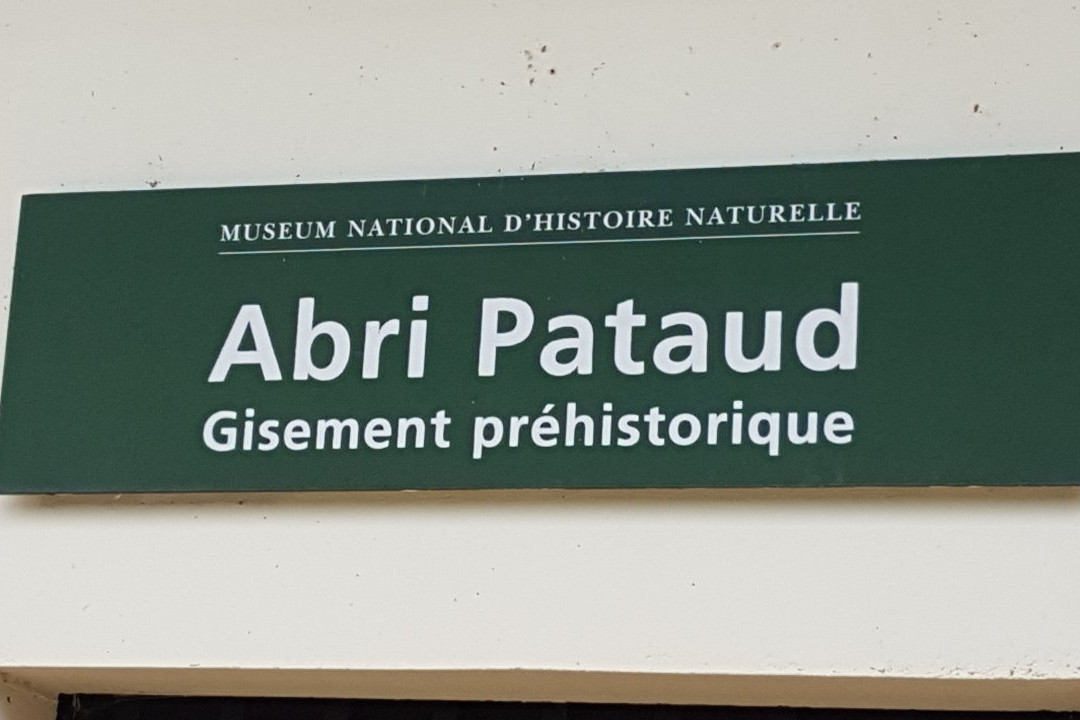 MUSEUM NATIONAL D'HISTOIRE NATURELLE
Abri Pataud
Gisement préhistorique